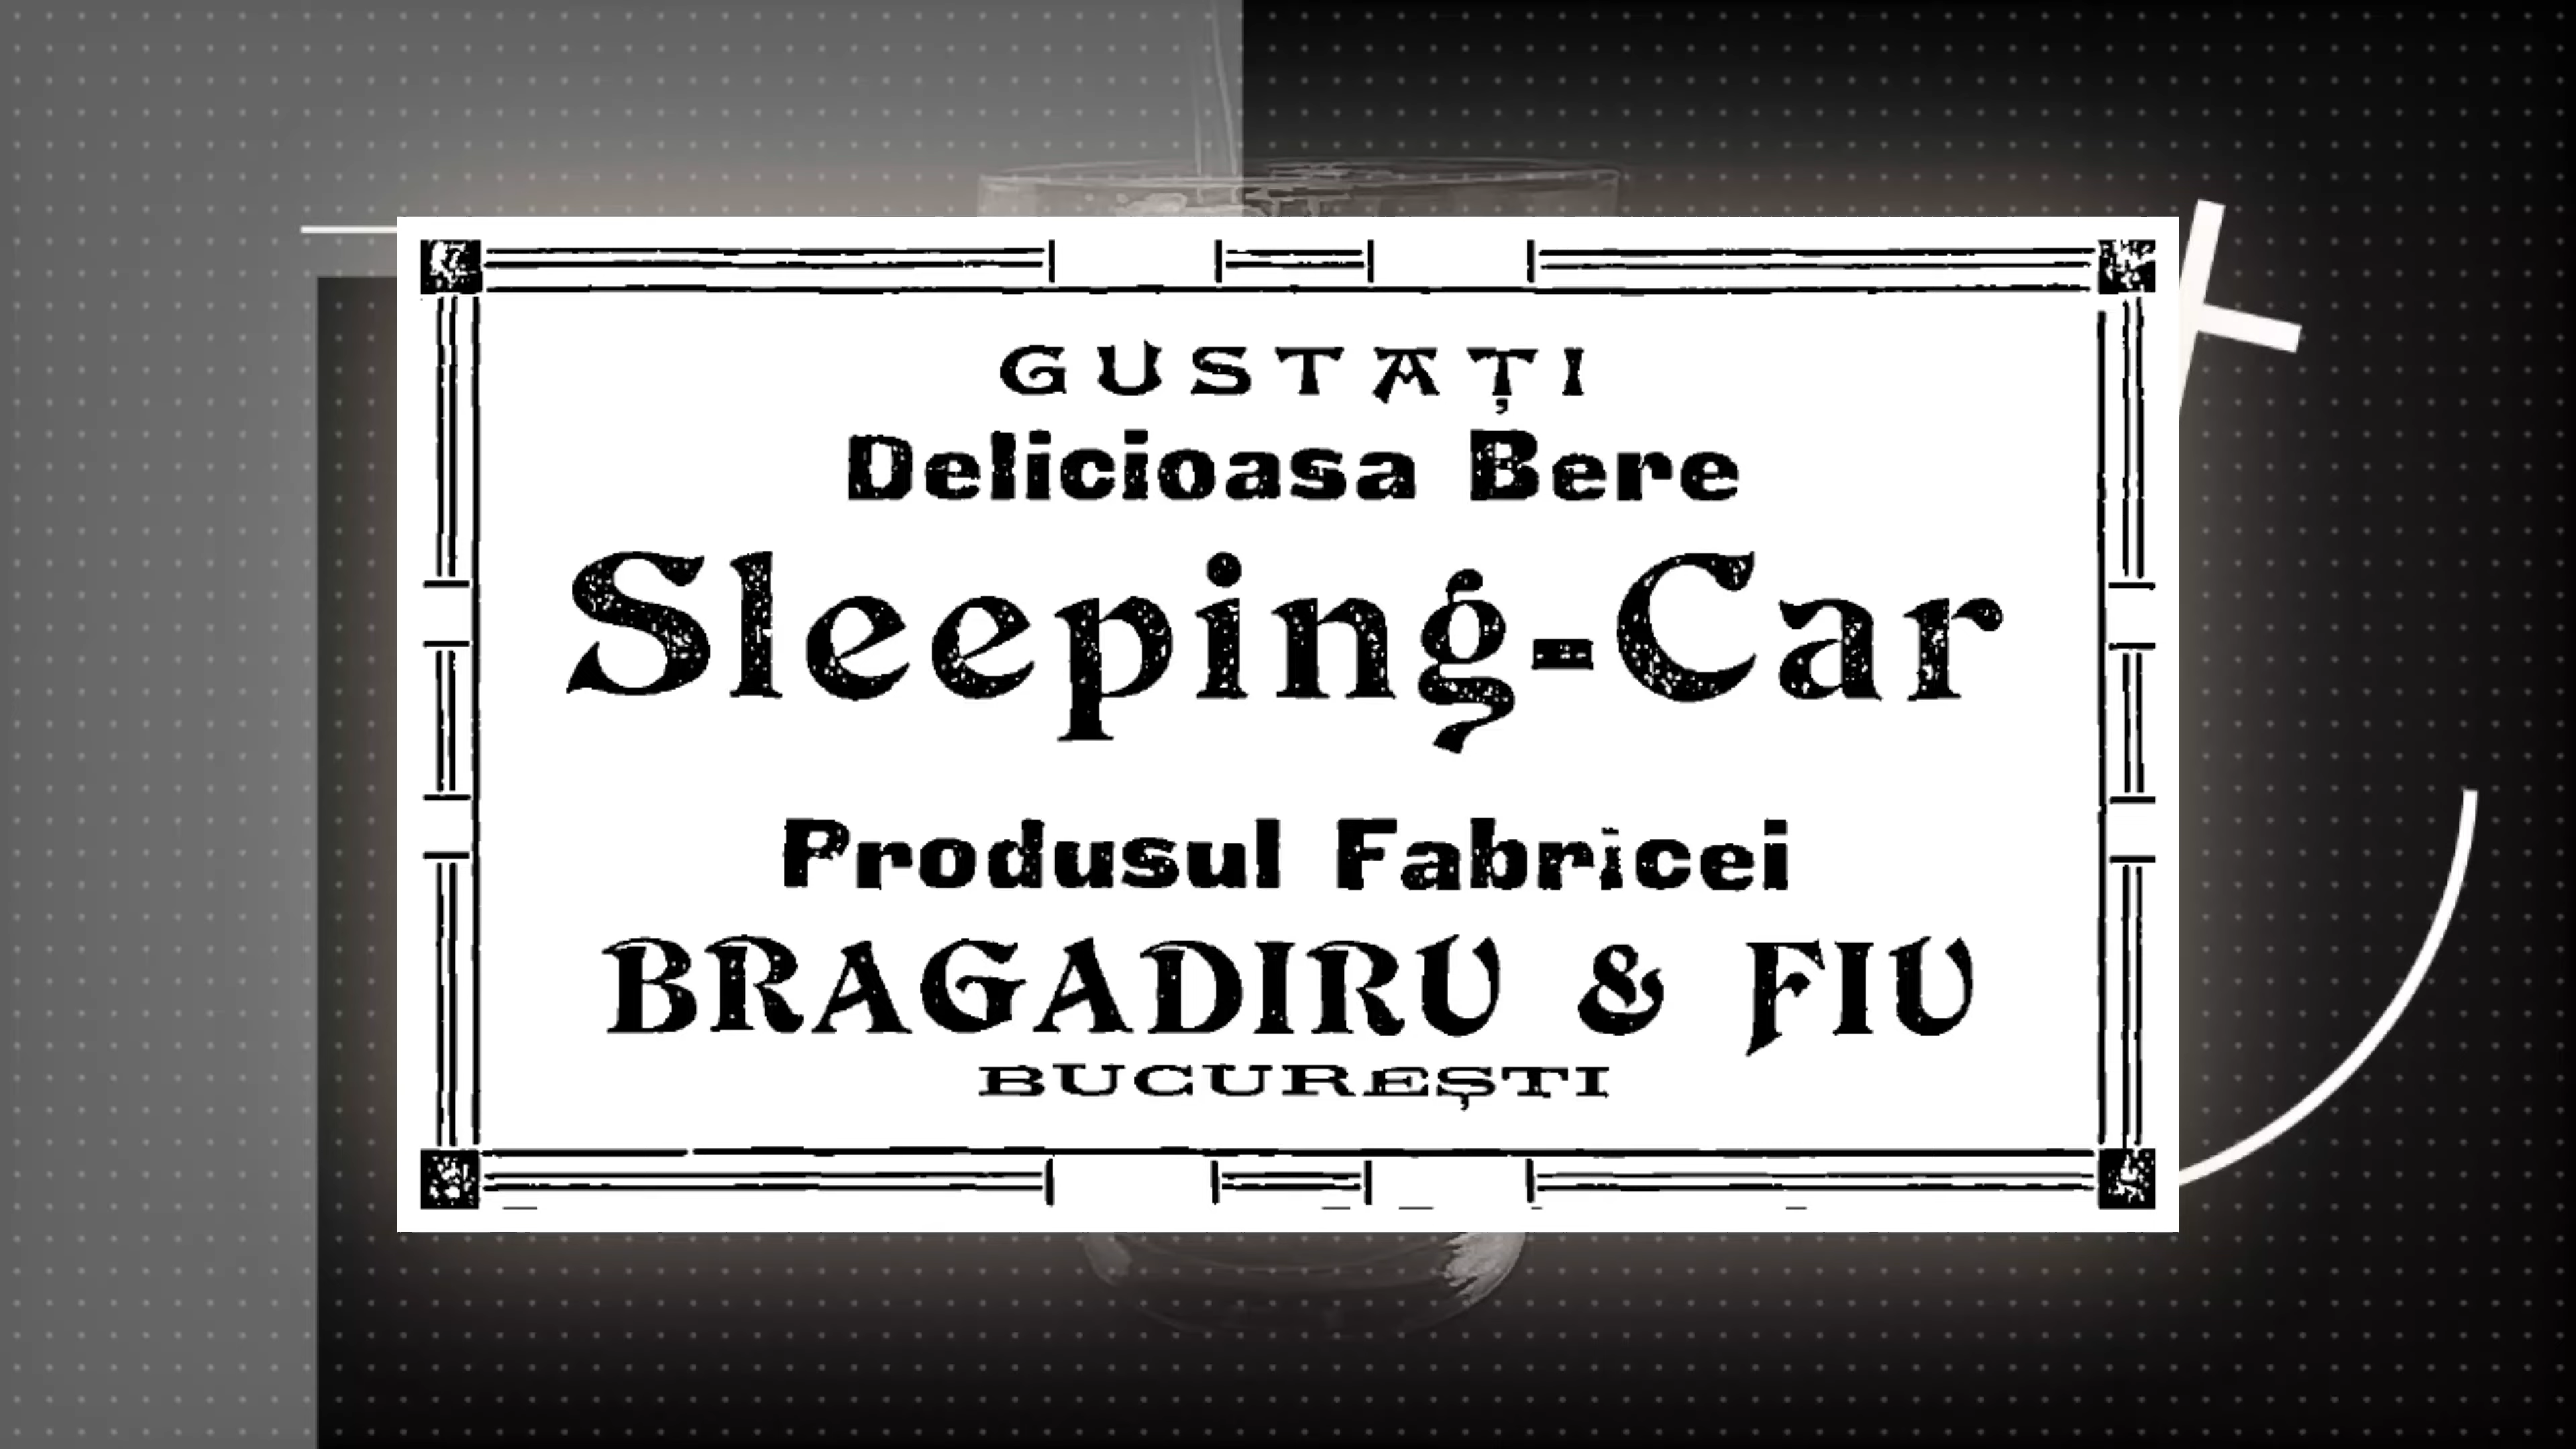 GUSTAȚI
Delicioasa Bere
Sleeping-Car
Produsul Fabricei
BRAGADIRU & FIU
BUCUREȘTI